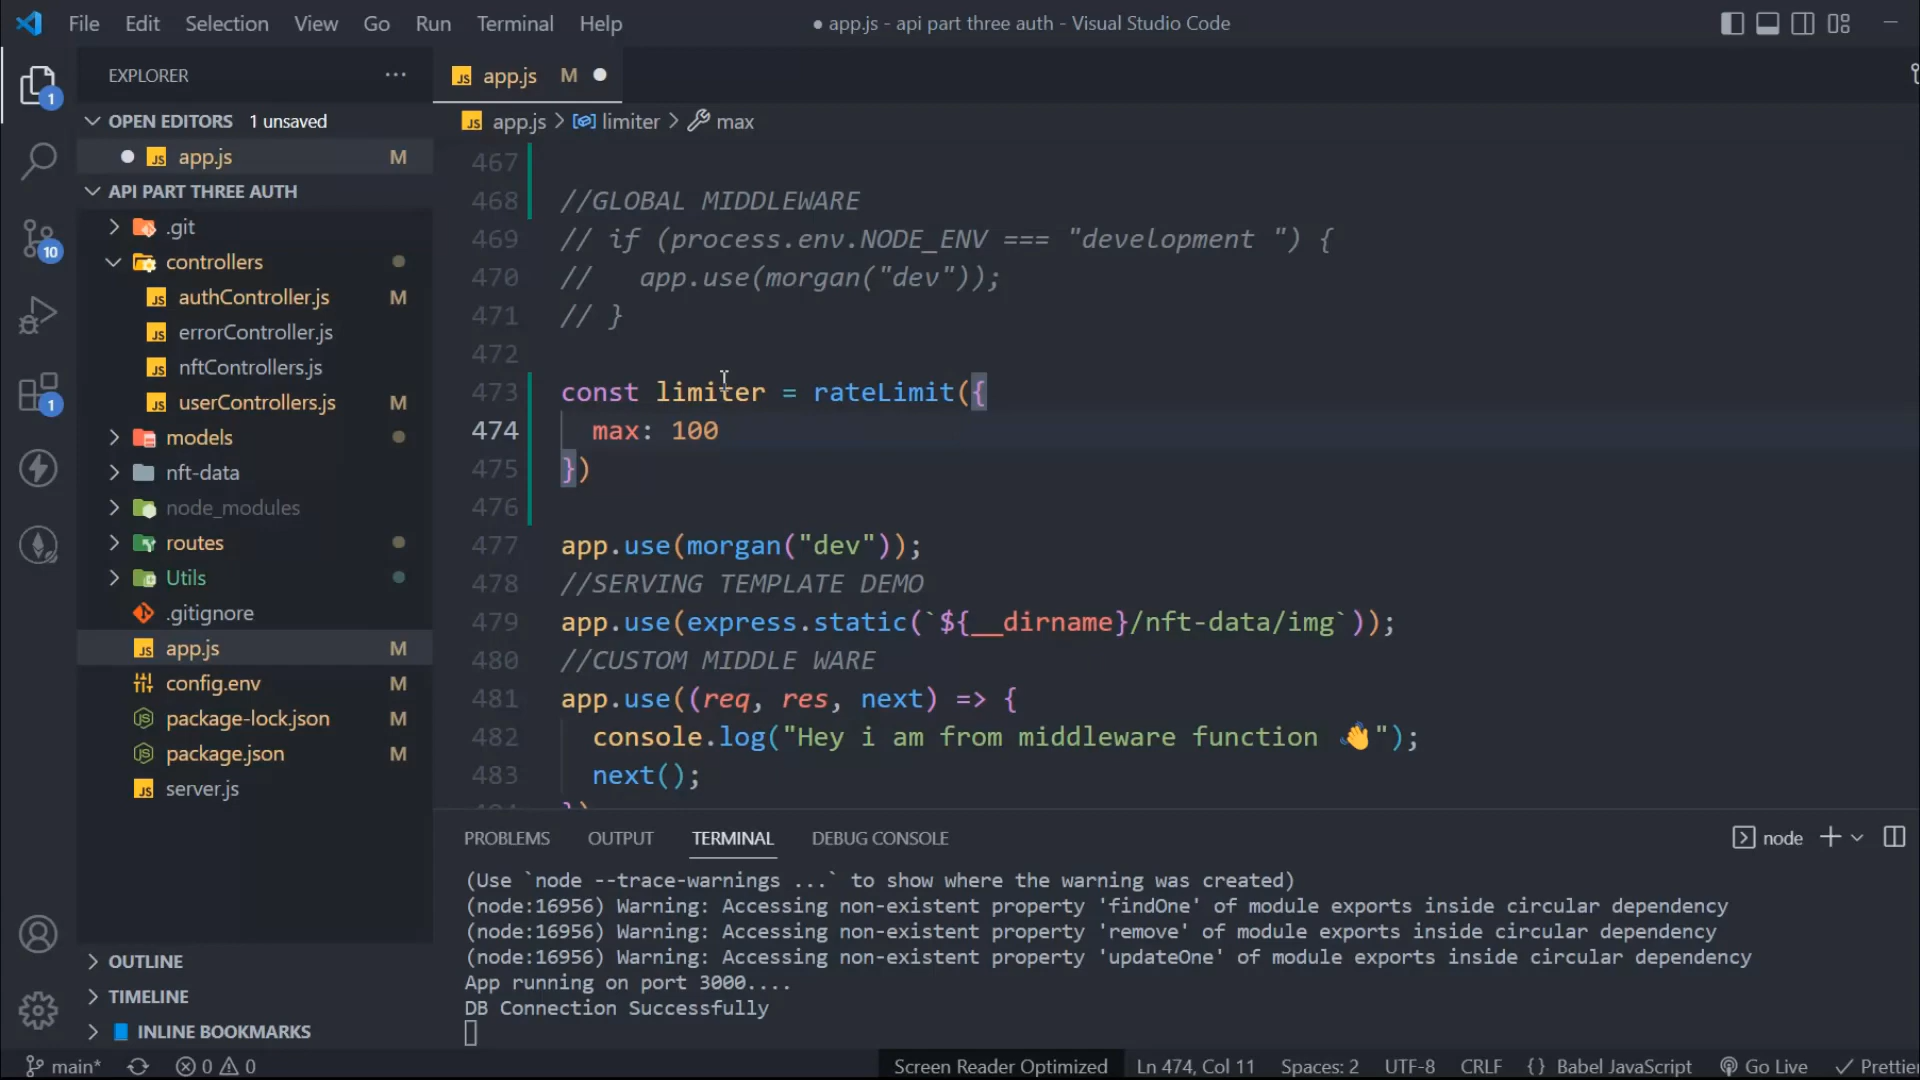 File Edit Selection View Go Run Terminal Help
● app.js - api part three auth - Visual Studio Code
EXPLORER
OPEN EDITORS 1 unsaved
app.js M
API PART THREE AUTH
.git
controllers
authController.js M
errorController.js
nftControllers.js
userControllers.js M
models
nft-data
node_modules
routes
Utils
.gitignore
app.js M
config.env M
package-lock.json M
package.json M
server.js
OUTLINE
TIMELINE
INLINE BOOKMARKS
1
10
1
app.js M
app.js > limiter > max
467
468 //GLOBAL MIDDLEWARE
469 // if (process.env.NODE_ENV === "development ") {
470 //   app.use(morgan("dev"));
471 // }
472
473 const limiter = rateLimit({
474   max: 100
475 })
476
477 app.use(morgan("dev"));
478 //SERVING TEMPLATE DEMO
479 app.use(express.static(`${__dirname}/nft-data/img`));
480 //CUSTOM MIDDLE WARE
481 app.use((req, res, next) => {
482   console.log("Hey i am from middleware function 👋");
483   next();
PROBLEMS OUTPUT TERMINAL DEBUG CONSOLE
node
(Use `node --trace-warnings ...` to show where the warning was created)
(node:16956) Warning: Accessing non-existent property 'findOne' of module exports inside circular dependency
(node:16956) Warning: Accessing non-existent property 'remove' of module exports inside circular dependency
(node:16956) Warning: Accessing non-existent property 'updateOne' of module exports inside circular dependency
App running on port 3000....
DB Connection Successfully
main* 0 0 Screen Reader Optimized Ln 474, Col 11 Spaces: 2 UTF-8 CRLF {} Babel JavaScript Go Live Prettier